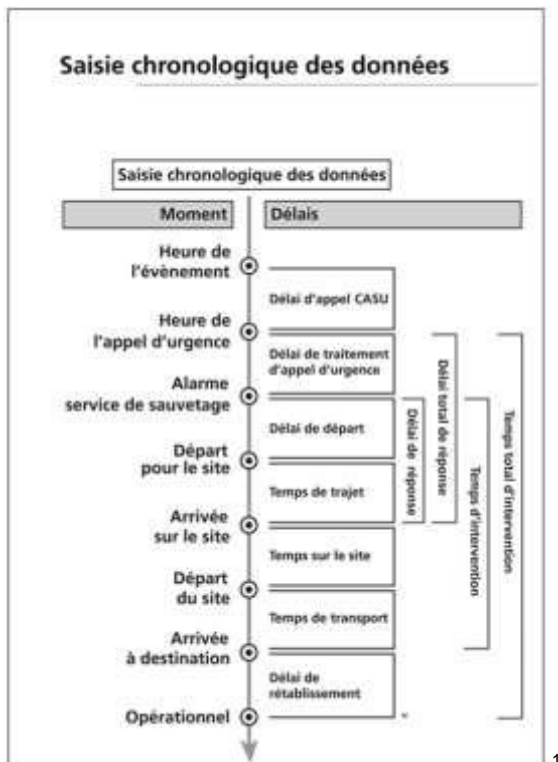 Saisie chronologique des données
Saisie chronologique des données
Moment
Délais
Heure de
l'évènement
Délai d'appel CASU
Heure de
l'appel d'urgence
Délai de traitement
d'appel d'urgence
Alarme
service de sauvetage
Délai de départ
Départ
pour le site
Temps de trajet
Arrivée
sur le site
Temps sur le site
Départ
du site
Temps de transport
Arrivée
à destination
Délai de
rétablissement
Opérationnel
Délai de réponse
Délai total de réponse
Temps d'intervention
Temps total d'intervention
1